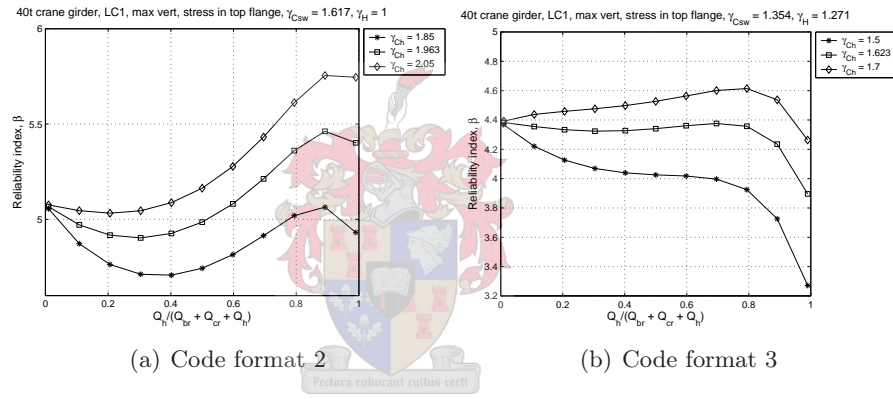 40t crane girder, LC1, max vert, stress in top flange, γCsw = 1.617, γH = 1
6
5.5
5
Reliability index, β
γCh = 1.85
γCh = 1.963
γCh = 2.05
0 0.2 0.4 0.6 0.8 1
Qh/(Qbr + Qcr + Qh)
(a) Code format 2
40t crane girder, LC1, max vert, stress in top flange, γCsw = 1.354, γH = 1.271
5
4.8
4.6
4.4
4.2
4
3.8
3.6
3.4
3.2
Reliability index, β
γCh = 1.5
γCh = 1.623
γCh = 1.7
0 0.2 0.4 0.6 0.8 1
Qh/(Qbr + Qcr + Qh)
(b) Code format 3
Pectora roborant cultus recti